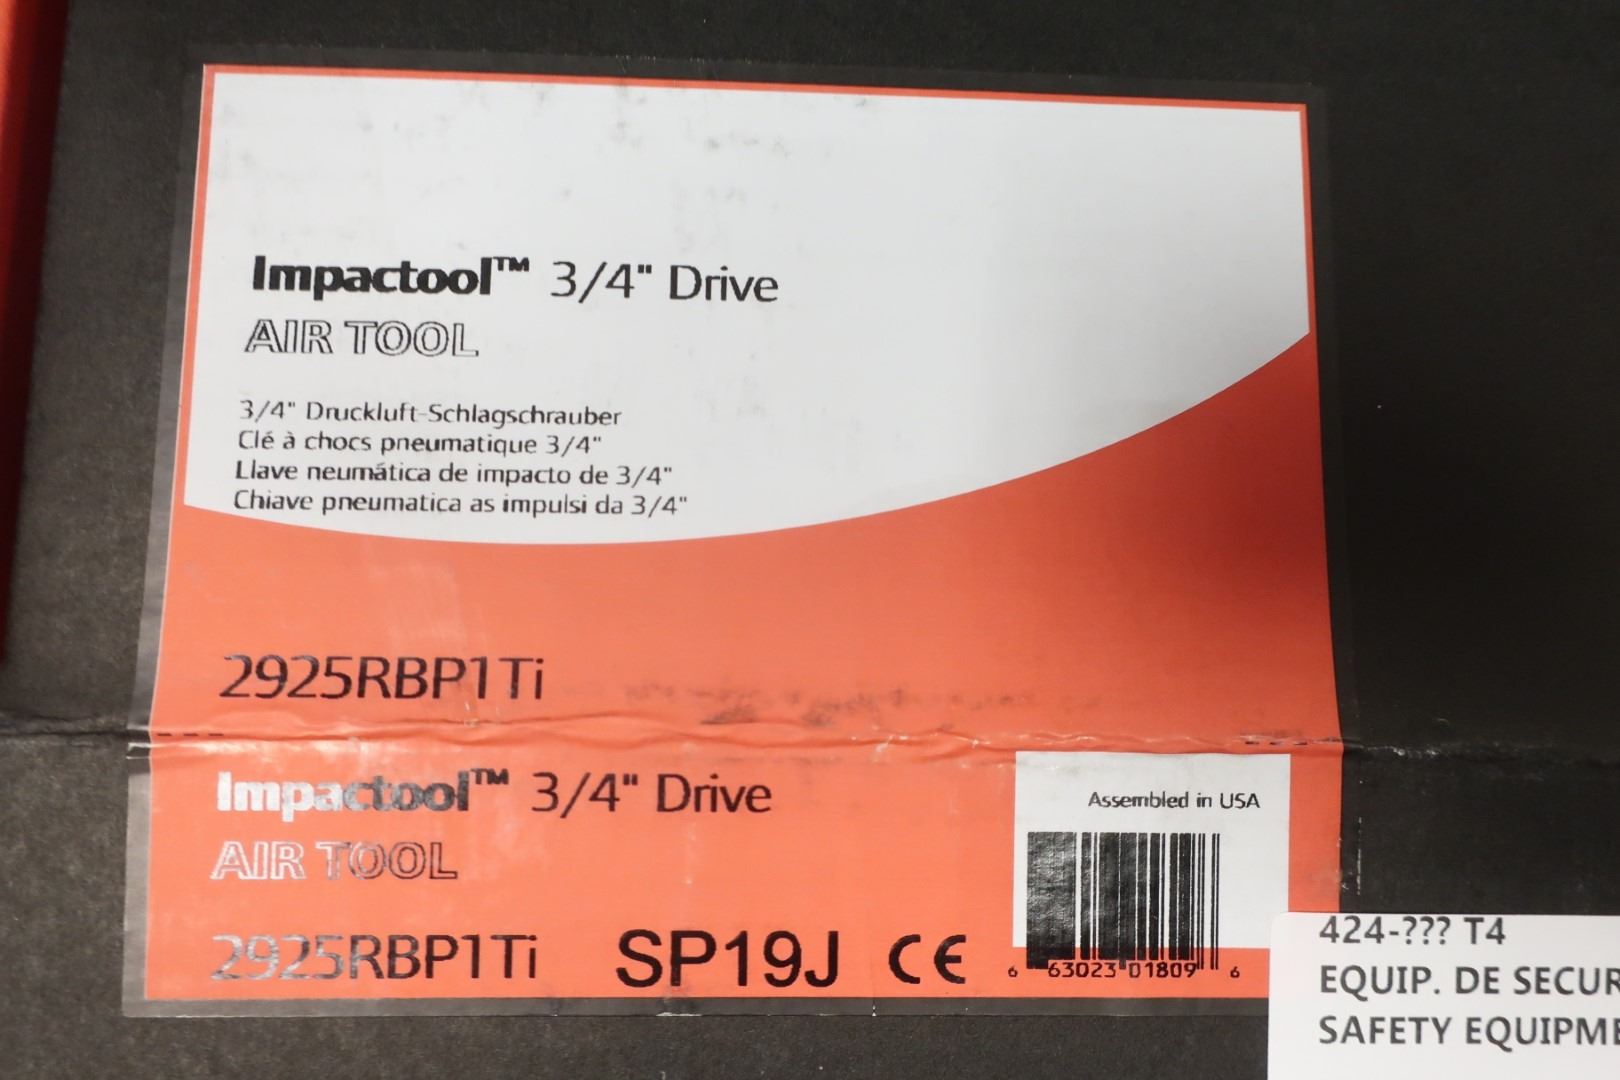 Impactool™ 3/4" Drive
AIR TOOL
3/4" Druckluft-Schlagschrauber
Clé à chocs pneumatique 3/4"
Llave neumática de impacto de 3/4"
Chiave pneumatica as impulsi da 3/4"
2925RBP1Ti
Impactool™ 3/4" Drive
AIR TOOL
2925RBP1Ti SP19J CE
Assembled in USA
6 63023 01809 6
424-??? T4
EQUIP. DE SECUR
SAFETY EQUIPME